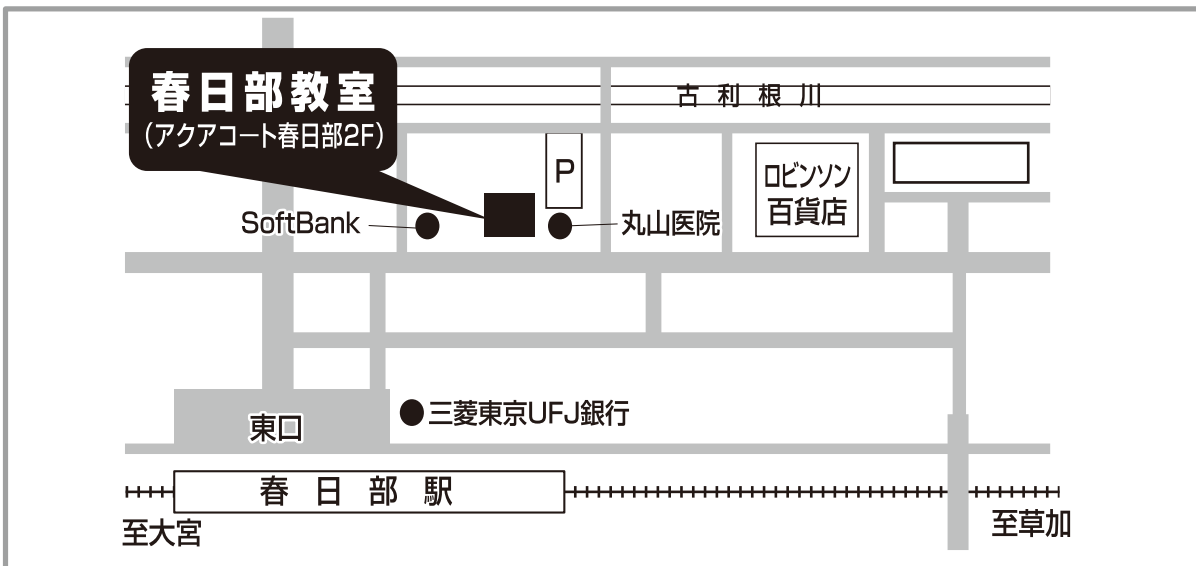 春日部教室
(アクアコート春日部2F)
古利根川
P
ロビンソン
百貨店
SoftBank
丸山医院
三菱東京UFJ銀行
東口
春日部駅
至大宮
至草加